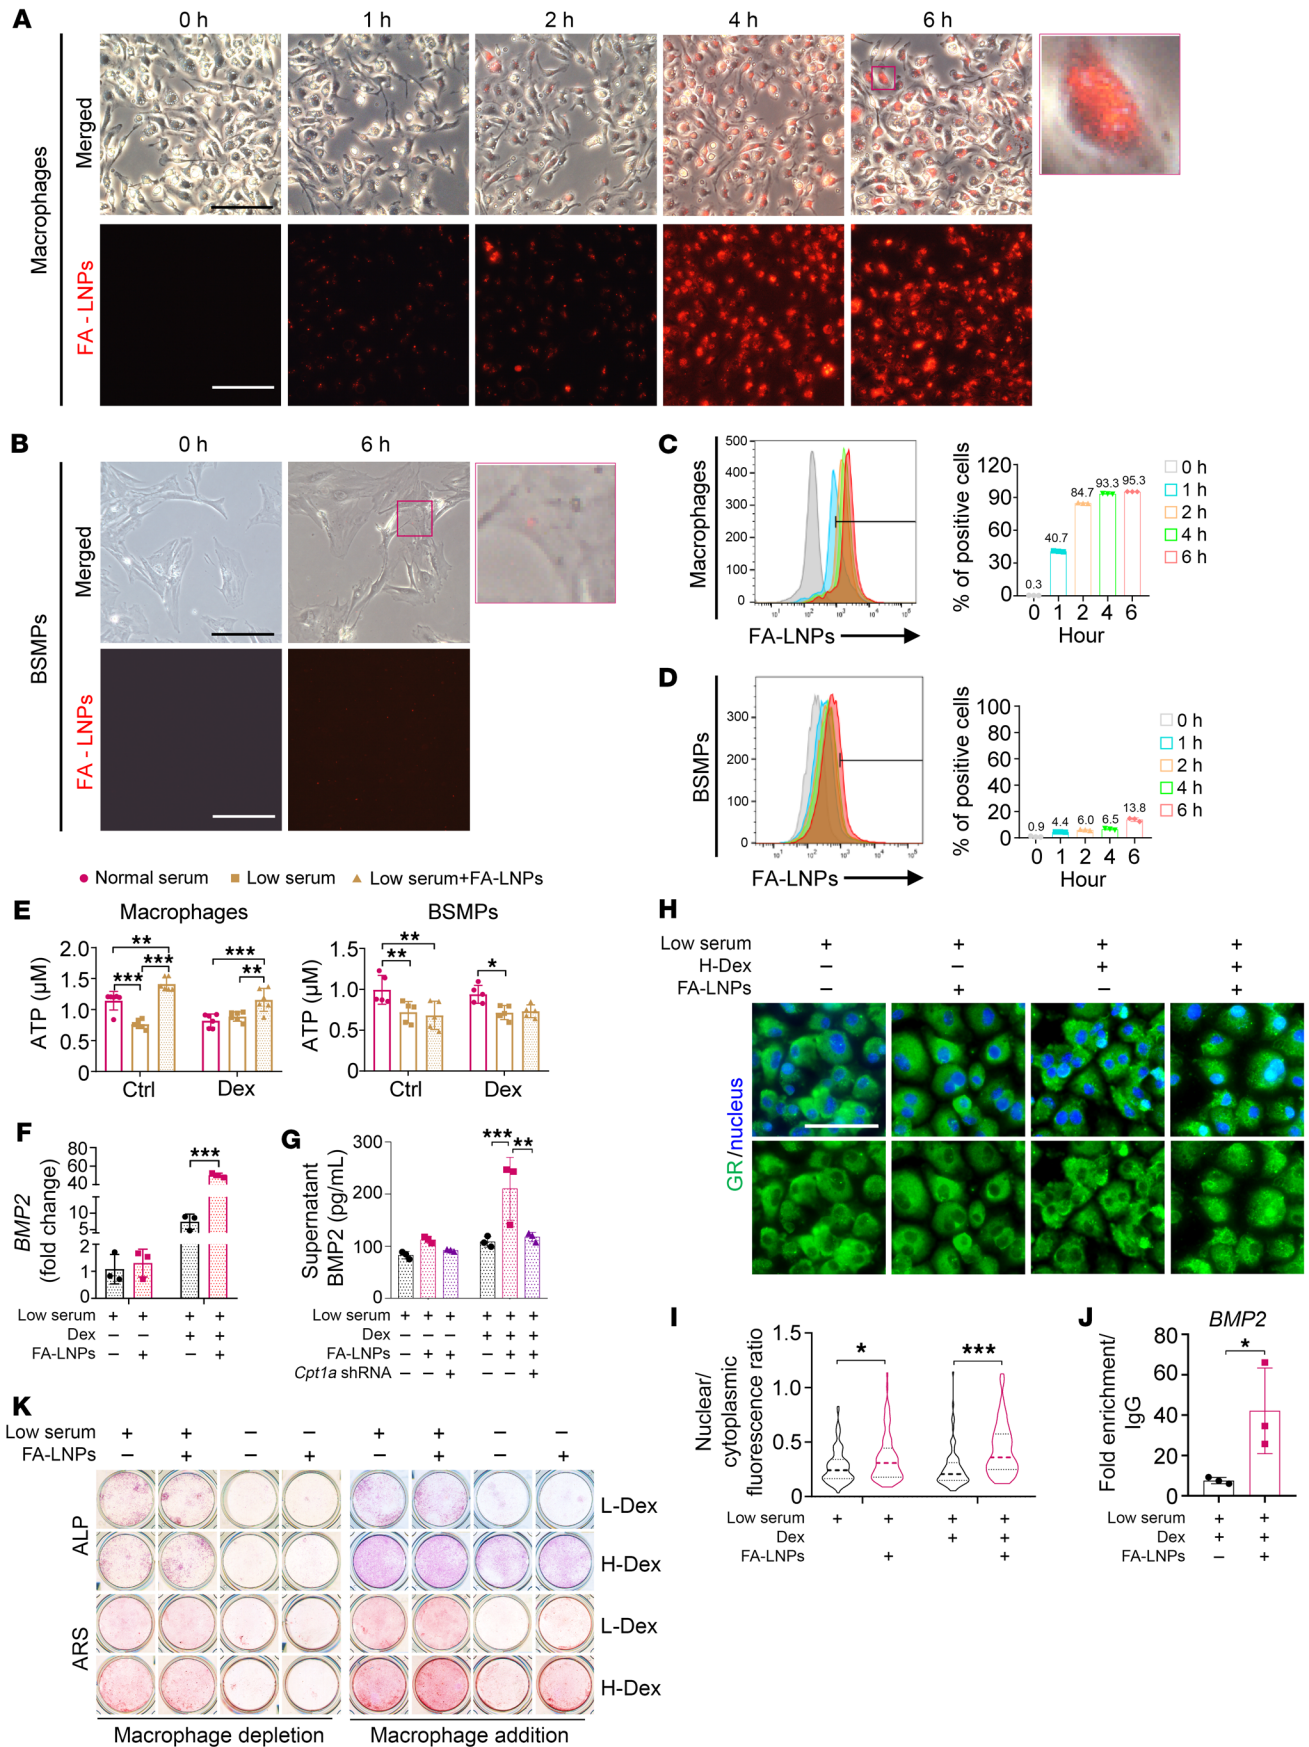 A
0 h 1 h 2 h 4 h 6 h
Macrophages
Merged
FA - LNPs
B
0 h 6 h
BSMPs
Merged
FA - LNPs
C
Macrophages
500
400
300
200
100
0
10¹ 10² 10³ 10⁴ 10⁵
FA-LNPs
% of positive cells
120
90
60
30
0
0.3 40.7 84.7 93.3 95.3
0 1 2 4 6
Hour
0 h
1 h
2 h
4 h
6 h
D
BSMPs
300
200
100
0
10¹ 10² 10³ 10⁴ 10⁵
FA-LNPs
% of positive cells
100
80
60
40
20
0
0.9 4.4 6.0 6.5 13.8
0 1 2 4 6
Hour
0 h
1 h
2 h
4 h
6 h
Normal serum Low serum Low serum+FA-LNPs
E
Macrophages
ATP (μM)
2.0
1.5
1.0
0.5
0
*** ** ***
*** **
Ctrl Dex
BSMPs
ATP (μM)
1.5
1.0
0.5
0
** **
*
Ctrl Dex
F
BMP2
(fold change)
80
60
40
10
5
2
1
0
***
Low serum + + + +
Dex – – + +
FA-LNPs – + – +
G
Supernatant
BMP2 (pg/mL)
300
200
100
0
*** **
Low serum + + + + + +
Dex – – – + + +
FA-LNPs – + + – + +
Cpt1a shRNA – – + – – +
H
Low serum + + + +
H-Dex – – + +
FA-LNPs – + – +
GR/nucleus
I
Nuclear/
cytoplasmic
fluorescence ratio
1.5
1.0
0.5
0
* ***
Low serum + + + +
Dex + +
FA-LNPs + +
J
BMP2
Fold enrichment/
IgG
80
60
40
20
0
*
Low serum + +
Dex + +
FA-LNPs – +
K
Low serum + + – – + + – –
FA-LNPs – + – + – + – +
ALP
L-Dex
H-Dex
ARS
L-Dex
H-Dex
Macrophage depletion Macrophage addition